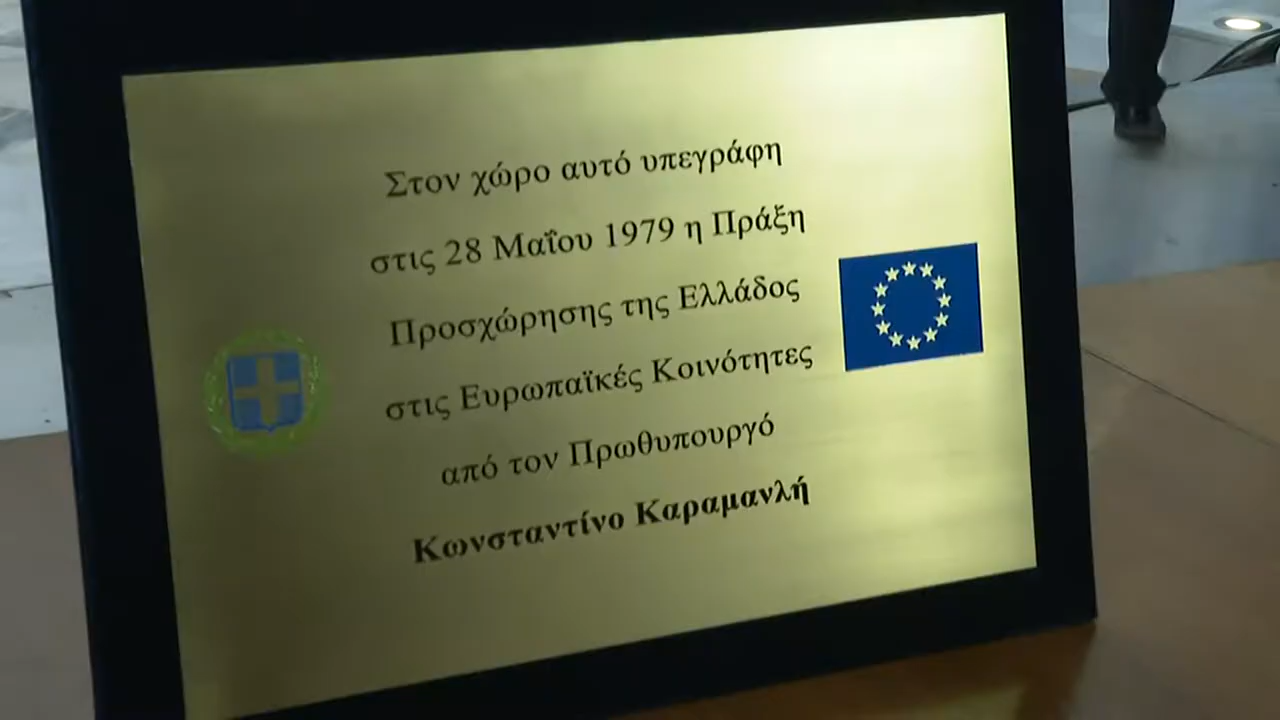 Στον χώρο αυτό υπεγράφη
στις 28 Μαΐου 1979 η Πράξη
Προσχώρησης της Ελλάδος
στις Ευρωπαϊκές Κοινότητες
από τον Πρωθυπουργό
Κωνσταντίνο Καραμανλή